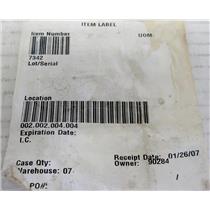 ITEM LABEL
Item Number UOM
7342
Lot/Serial
Location
002.002.004.004
Expiration Date:
I.C.
Receipt Date: 01/26/07
Case Qty: Owner: 90284
Warehouse: 07
PO#: /